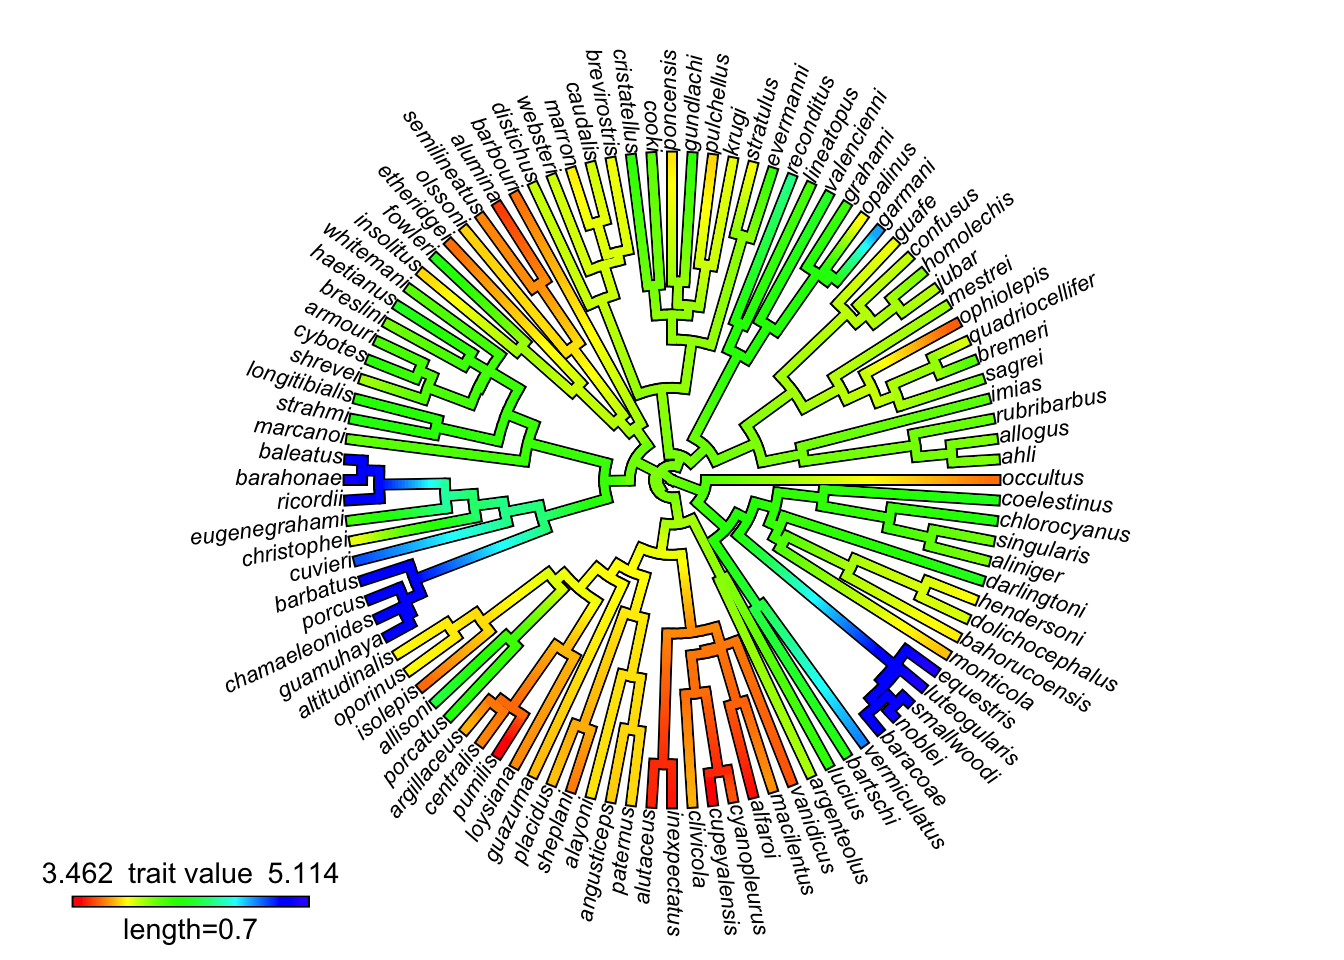 brevirostris
cristatellus
cooki
poncensis
gundlachi
pulchellus
krugi
stratulus
evermanni
reconditus
lineatopus
valencienni
grahami
opalinus
garmani
guafe
confusus
homolechis
jubar
mestrei
ophiolepis
quadriocellifer
bremeri
sagrei
imias
rubribarbus
allogus
ahli
occultus
coelestinus
chlorocyanus
singularis
aliniger
darlingtoni
hendersoni
dolichocephalus
bahorucoensis
monticola
equestris
luteogularis
smallwoodi
noblei
baracoae
vermiculatus
bartschi
lucius
argenteolus
vanidicus
macilentus
alfaroi
cyanopleurus
cupeyalensis
clivicola
inexpectatus
alutaceus
paternus
angusticeps
alayoni
sheplani
placidus
guazuma
loysiana
pumilis
centralis
argillaceus
porcatus
allisoni
isolepis
oporinus
altitudinalis
gamuhaya
chamaeleonides
porcus
barbatus
cuvieri
christophei
eugenegrahami
ricordii
barahonae
baleatus
marcanoi
strahmi
longitibialis
shrevei
cybotes
armouri
breslini
haetianus
whitemani
insolitus
fowleri
etheridgei
olssoni
semilineatus
alumina
barbouri
distichus
websteri
marron
caudalis
3.462 trait value 5.114
length=0.7